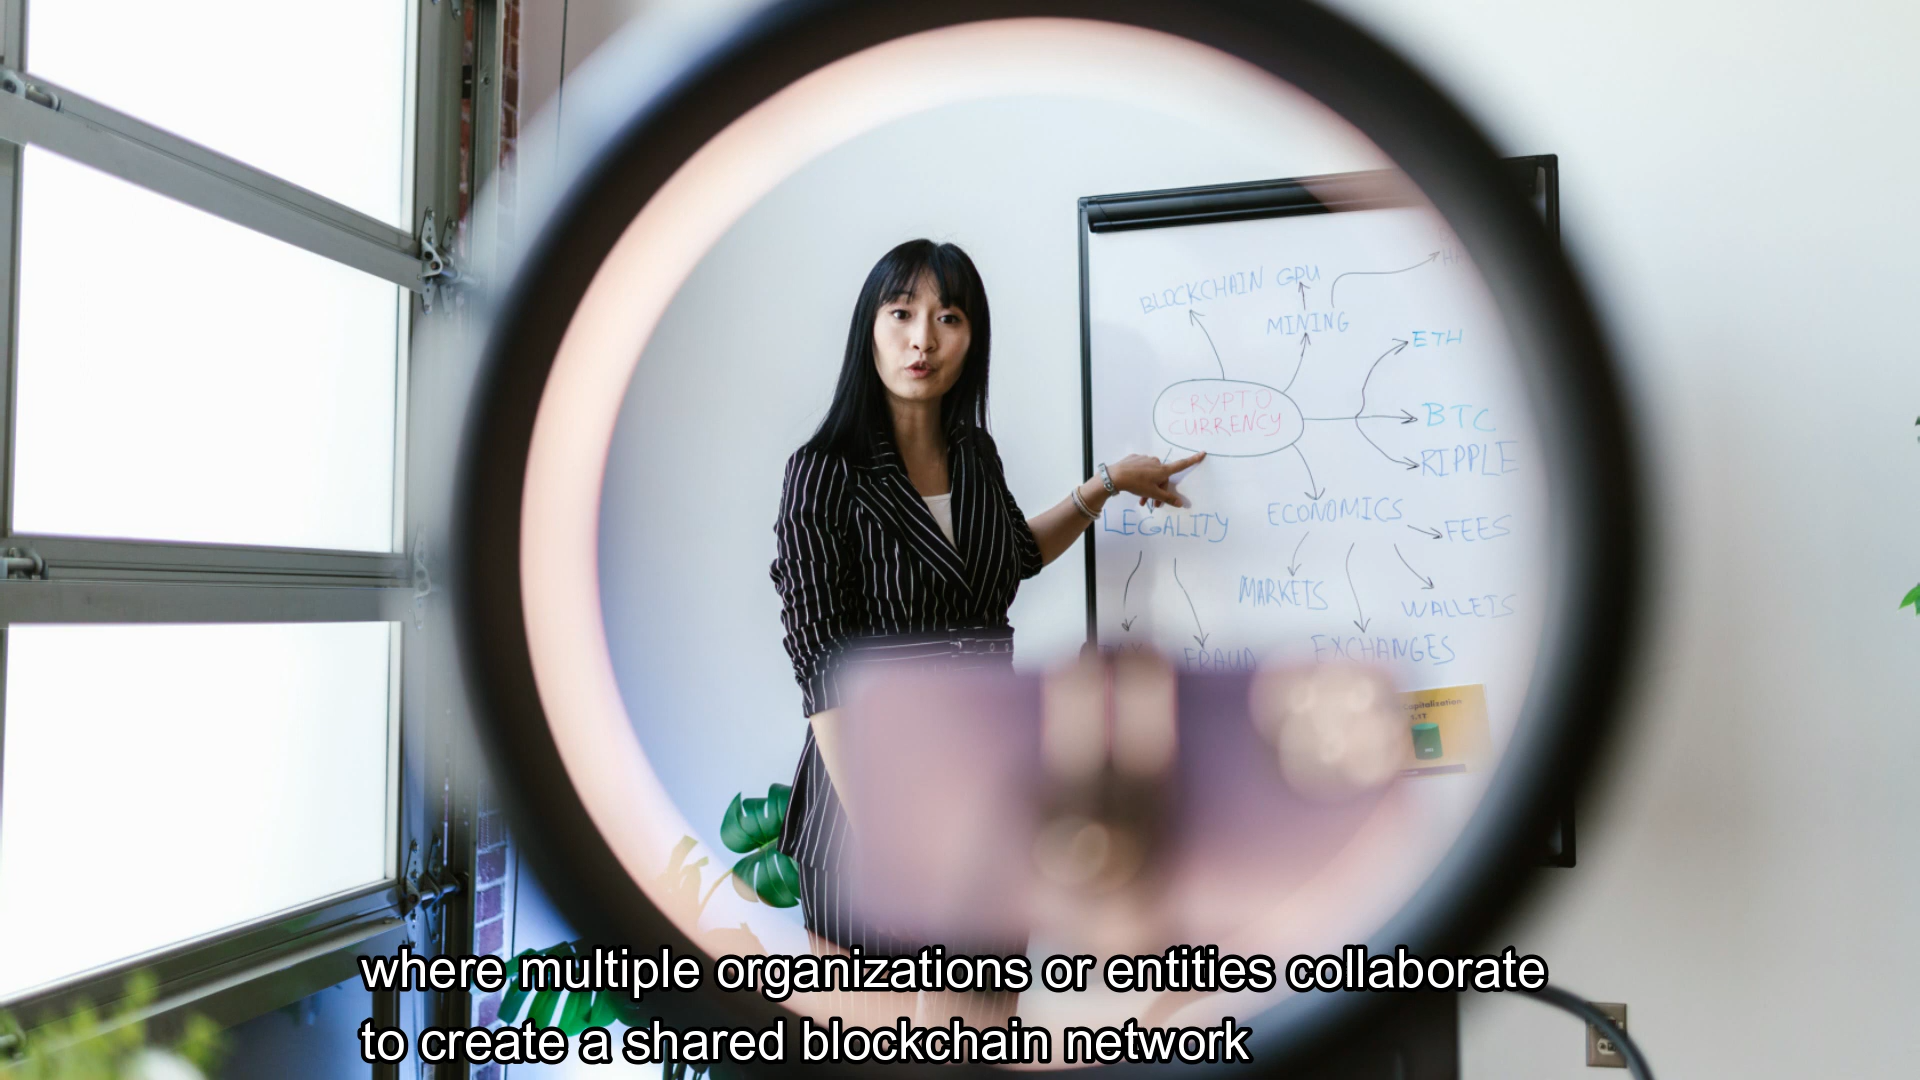 BLOCKCHAIN GPU
MINING
ETH
CRYPTO
CURRENCY
BTC
RIPPLE
LEGALITY
ECONOMICS
FEES
MARKETS
WALLETS
FRAUD
EXCHANGES
Capitalisation
where multiple organizations or entities collaborate
to create a shared blockchain network